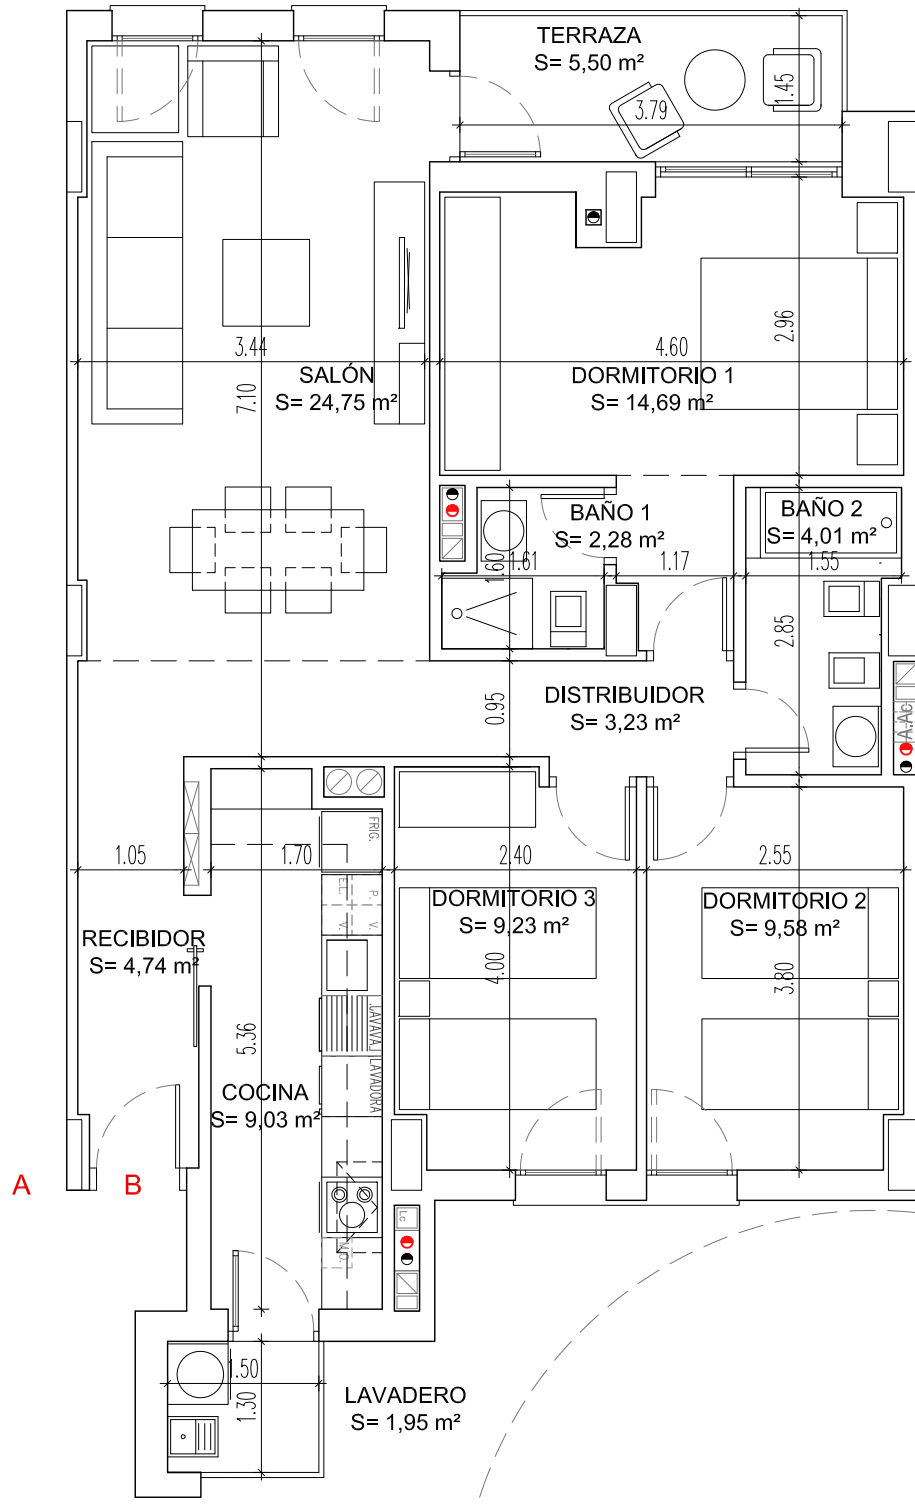 TERRAZA
S= 5,50 m²
1.45
3.79
2.96
3.44
4.60
7.10
SALÓN
S= 24,75 m²
DORMITORIO 1
S= 14,69 m²
BAÑO 1
S= 2,28 m²
BAÑO 2
S= 4,01 m²
1.60
1.61
1.17
1.55
2.85
DISTRIBUIDOR
S= 3,23 m²
0.95
A.Ac
FRIG.
1.05
1.70
2.40
2.55
E.L.
P.
V.
V.
DORMITORIO 3
S= 9,23 m²
DORMITORIO 2
S= 9,58 m²
RECIBIDOR
S= 4,74 m²
4.00
3.80
5.36
LAVAVAJ.
LAVADORA
COCINA
S= 9,03 m²
A
B
Lc
M.O.
1.50
1.30
LAVADERO
S= 1,95 m²